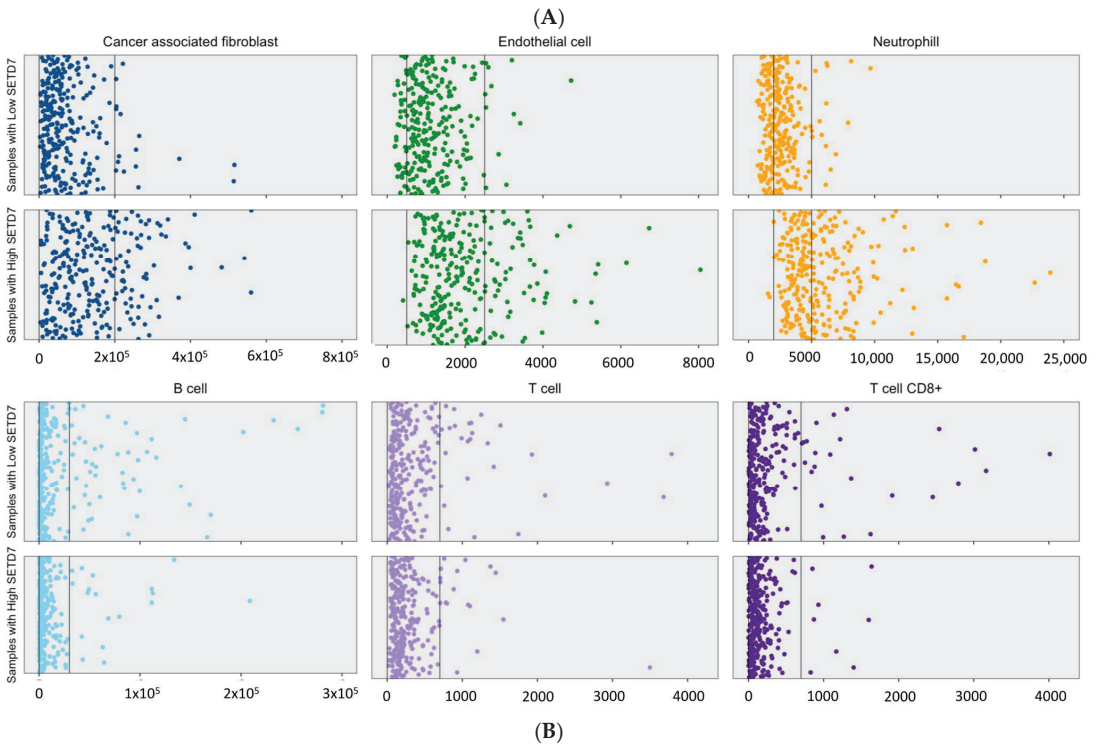 (A)
Cancer associated fibroblast
Endothelial cell
Neutrophill
Samples with Low SETD7
Samples with High SETD7
0 2x10⁵ 4x10⁵ 6x10⁵ 8x10⁵
0 2000 4000 6000 8000
0 5000 10,000 15,000 20,000 25,000
B cell
T cell
T cell CD8+
Samples with Low SETD7
Samples with High SETD7
0 1x10⁵ 2x10⁵ 3x10⁵
0 1000 2000 3000 4000
0 1000 2000 3000 4000
(B)